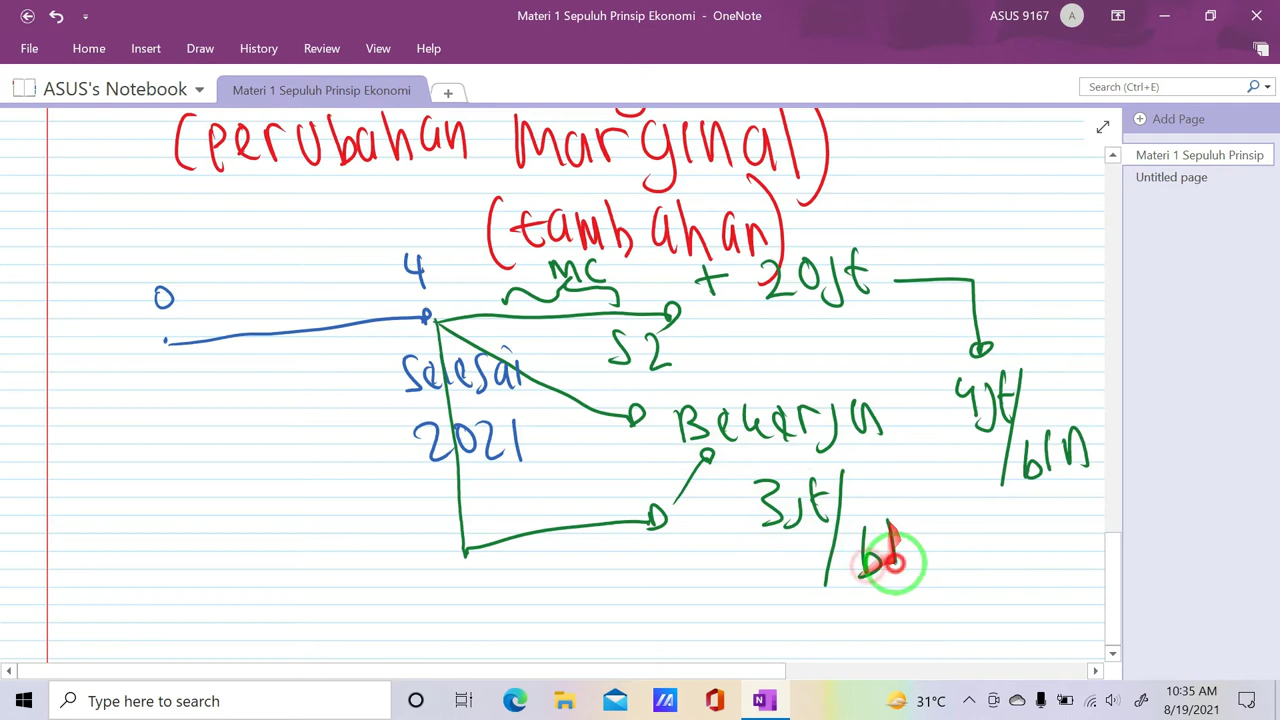 Materi 1 Sepuluh Prinsip Ekonomi - OneNote
ASUS 9167
A
File Home Insert Draw History Review View Help
ASUS's Notebook
Materi 1 Sepuluh Prinsip Ekonomi
Search (Ctrl+E)
Add Page
Materi 1 Sepuluh Prinsip
Untitled page
(perubahan marginal)
(tambahan)
0
4
MC
+ 20jt
S2
selesai
2021
4jt/bln
Bekerja
3jt/bl
Type here to search
31°C
10:35 AM
8/19/2021